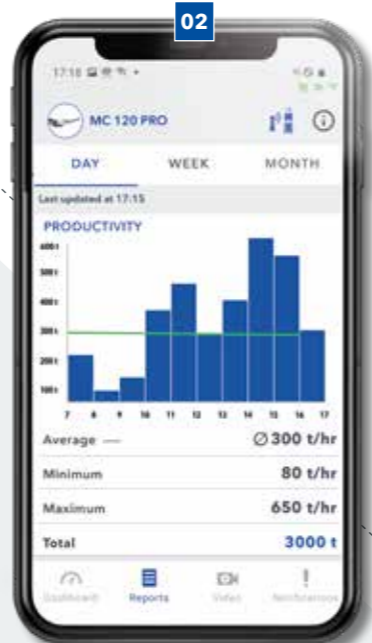 02
17:18
MC 120 PRO
DAY WEEK MONTH
Last updated at 17:15
PRODUCTIVITY
600 t
500 t
400 t
300 t
200 t
100 t
7 8 9 10 11 12 13 14 15 16 17
Average — Ø 300 t/hr
Minimum 80 t/hr
Maximum 650 t/hr
Total 3000 t
Dashboard Reports Video Notifications